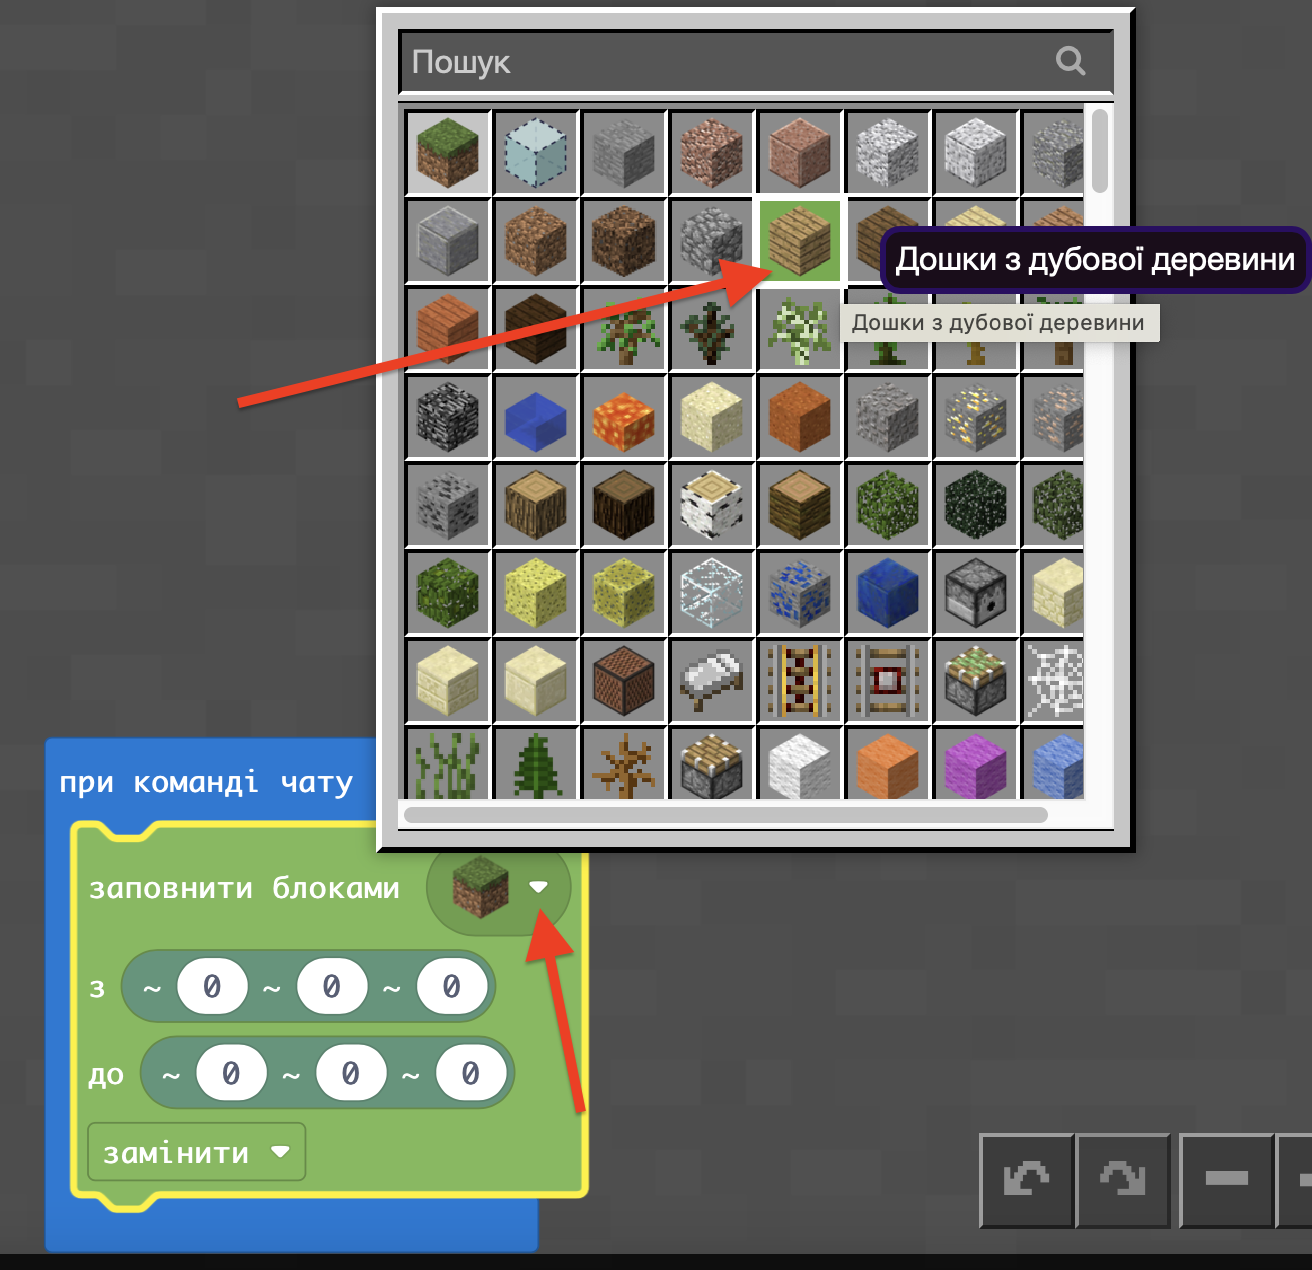 Пошук
Дошки з дубової деревини
Дошки з дубової деревини
при команді чату
заповнити блоками
з ~ 0 ~ 0 ~ 0
до ~ 0 ~ 0 ~ 0
замінити